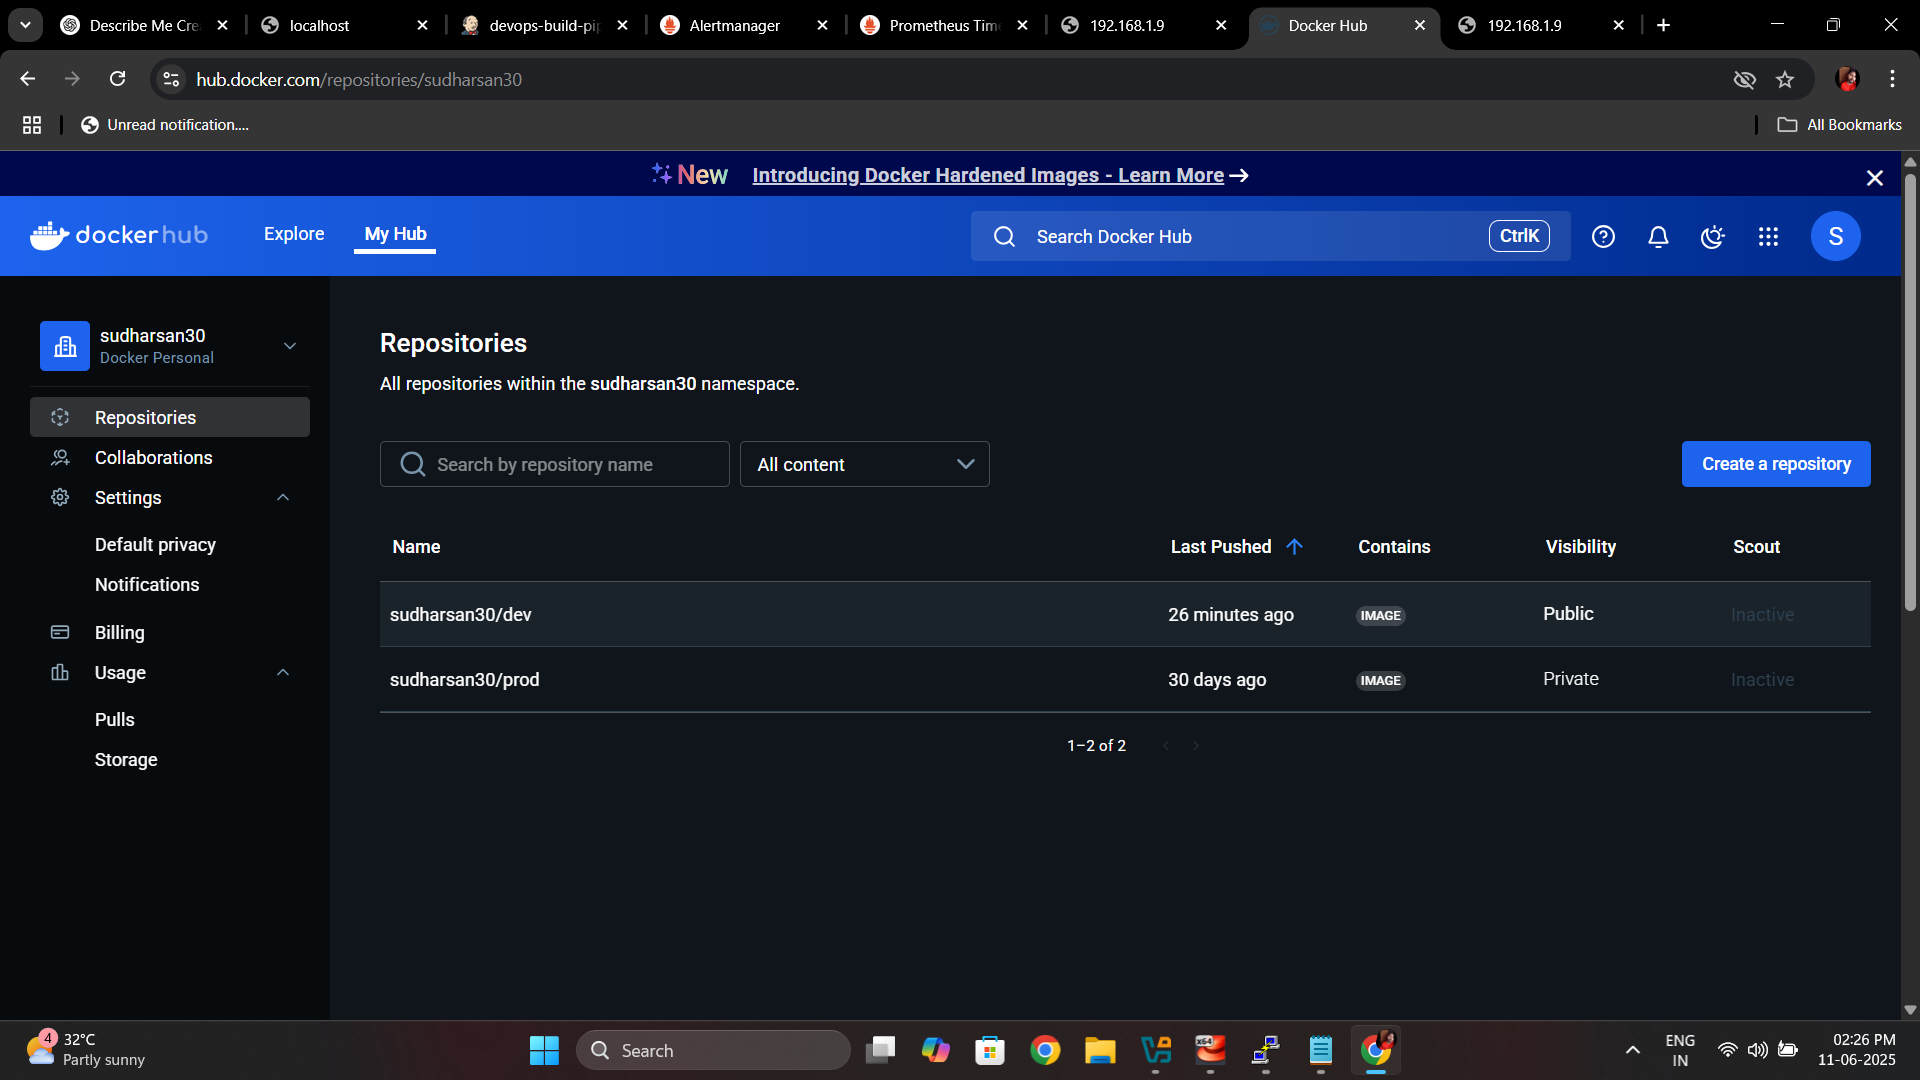 Describe Me Cre
localhost
devops-build-pip
Alertmanager
Prometheus Time
192.168.1.9
Docker Hub
192.168.1.9
hub.docker.com/repositories/sudharsan30
Unread notification....
All Bookmarks
New
Introducing Docker Hardened Images - Learn More
docker hub
Explore
My Hub
Search Docker Hub
CtrlK
S
sudharsan30
Docker Personal
Repositories
Collaborations
Settings
Default privacy
Notifications
Billing
Usage
Pulls
Storage
Repositories
All repositories within the sudharsan30 namespace.
Search by repository name
All content
Create a repository
Name Last Pushed Contains Visibility Scout
sudharsan30/dev 26 minutes ago IMAGE Public Inactive
sudharsan30/prod 30 days ago IMAGE Private Inactive
1–2 of 2
4
32°C
Partly sunny
Search
x64
ENG
IN
02:26 PM
11-06-2025